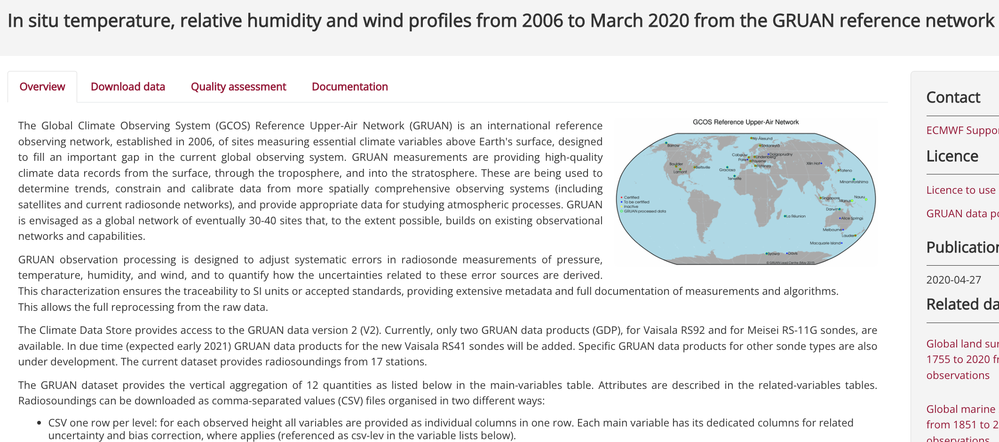 In situ temperature, relative humidity and wind profiles from 2006 to March 2020 from the GRUAN reference network
Overview
Download data
Quality assessment
Documentation
The Global Climate Observing System (GCOS) Reference Upper-Air Network (GRUAN) is an international reference
observing network, established in 2006, of sites measuring essential climate variables above Earth's surface, designed
to fill an important gap in the current global observing system. GRUAN measurements are providing high-quality
climate data records from the surface, through the troposphere, and into the stratosphere. These are being used to
determine trends, constrain and calibrate data from more spatially comprehensive observing systems (including
satellites and current radiosonde networks), and provide appropriate data for studying atmospheric processes. GRUAN
is envisaged as a global network of eventually 30-40 sites that, to the extent possible, builds on existing observational
networks and capabilities.
GCOS Reference Upper-Air Network
Ny-Ålesund
Barrow
Sodankylä
Cabauw
Dolgoprudny
Lindenberg
Paris
Payerne
Potenza
Boulder
Beltsville
Lamont
Graciosa
Tenerife
Xilin Hot
Tateno
Minamitorishima
Certified
To be certified
Inactive
GRUAN processed data
Singapore
Manus
Nauru
Darwin
La Réunion
Alice Springs
Melbourne
Lauder
Macquarie Island
Syowa
Davis
© GRUAN Lead Centre (May 2019)
GRUAN observation processing is designed to adjust systematic errors in radiosonde measurements of pressure,
temperature, humidity, and wind, and to quantify how the uncertainties related to these error sources are derived.
This characterization ensures the traceability to SI units or accepted standards, providing extensive metadata and full documentation of measurements and algorithms.
This allows the full reprocessing from the raw data.
The Climate Data Store provides access to the GRUAN data version 2 (V2). Currently, only two GRUAN data products (GDP), for Vaisala RS92 and for Meisei RS-11G sondes, are
available. In due time (expected early 2021) GRUAN data products for the new Vaisala RS41 sondes will be added. Specific GRUAN data products for other sonde types are also
under development. The current dataset provides radiosoundings from 17 stations.
The GRUAN dataset provides the vertical aggregation of 12 quantities as listed below in the main-variables table. Attributes are described in the related-variables tables.
Radiosoundings can be downloaded as comma-separated values (CSV) files organised in two different ways:
• CSV one row per level: for each observed height all variables are provided as individual columns in one row. Each main variable has its dedicated columns for related
uncertainty and bias correction, where applies (referenced as csv-lev in the variable lists below).
Contact
ECMWF Suppo
Licence
Licence to use
GRUAN data po
Publication
2020-04-27
Related da
Global land sur
1755 to 2020 fr
observations
Global marine
from 1851 to 2
observations